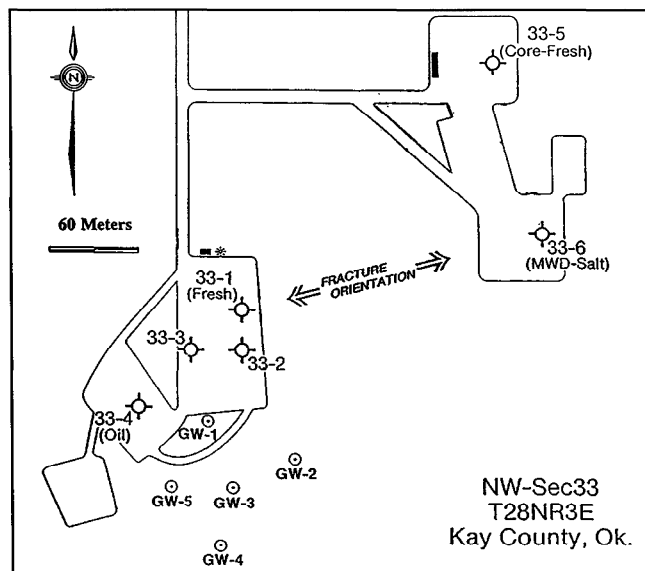 33-5
(Core-Fresh)
N
60 Meters
33-6
(MWD-Salt)
FRACTURE
ORIENTATION
33-1
(Fresh)
33-3
33-2
33-4
(Oil)
GW-1
GW-2
GW-5
GW-3
GW-4
NW-Sec33
T28NR3E
Kay County, Ok.